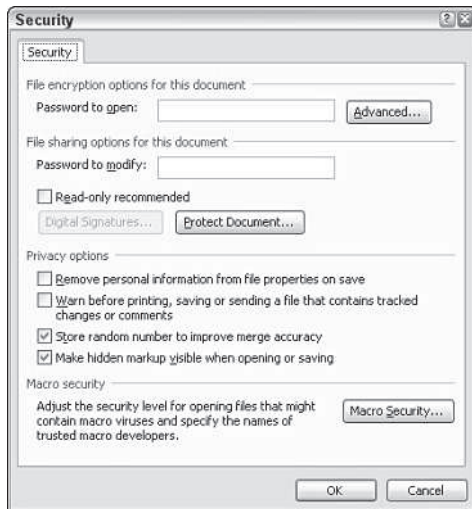 Security
Security
File encryption options for this document
Password to open:
Advanced...
File sharing options for this document
Password to modify:
Read-only recommended
Digital Signatures...
Protect Document...
Privacy options
Remove personal information from file properties on save
Warn before printing, saving or sending a file that contains tracked
changes or comments
Store random number to improve merge accuracy
Make hidden markup visible when opening or saving
Macro security
Adjust the security level for opening files that might
contain macro viruses and specify the names of
trusted macro developers.
Macro Security...
OK
Cancel